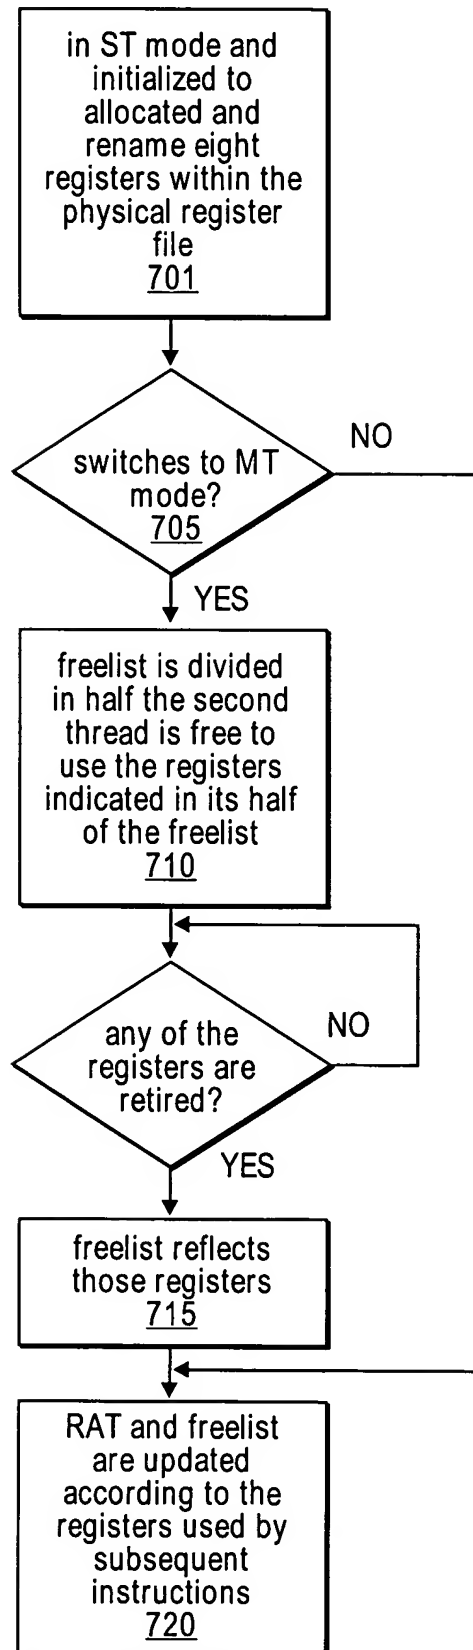 in ST mode and
initialized to
allocated and
rename eight
registers within the
physical register
file
701
NO
switches to MT
mode?
705
YES
freelist is divided
in half the second
thread is free to
use the registers
indicated in its half
of the freelist
710
NO
any of the
registers are
retired?
YES
freelist reflects
those registers
715
RAT and freelist
are updated
according to the
registers used by
subsequent
instructions
720